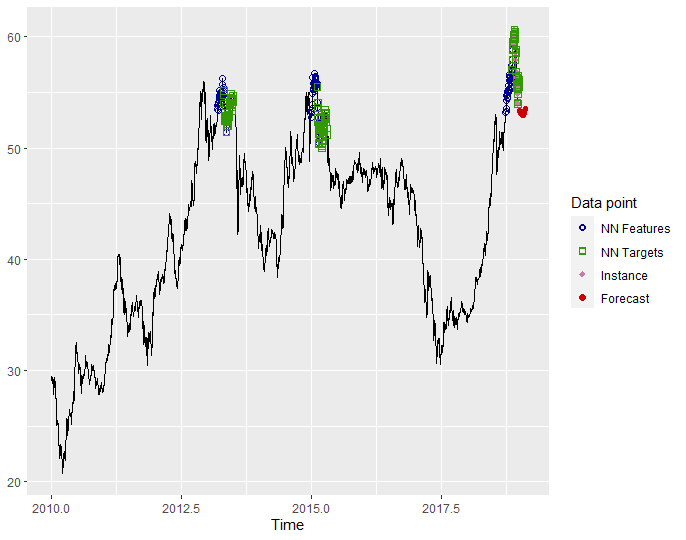 60
50
40
30
20
2010.0 2012.5 2015.0 2017.5
Time
Data point
NN Features
NN Targets
Instance
Forecast